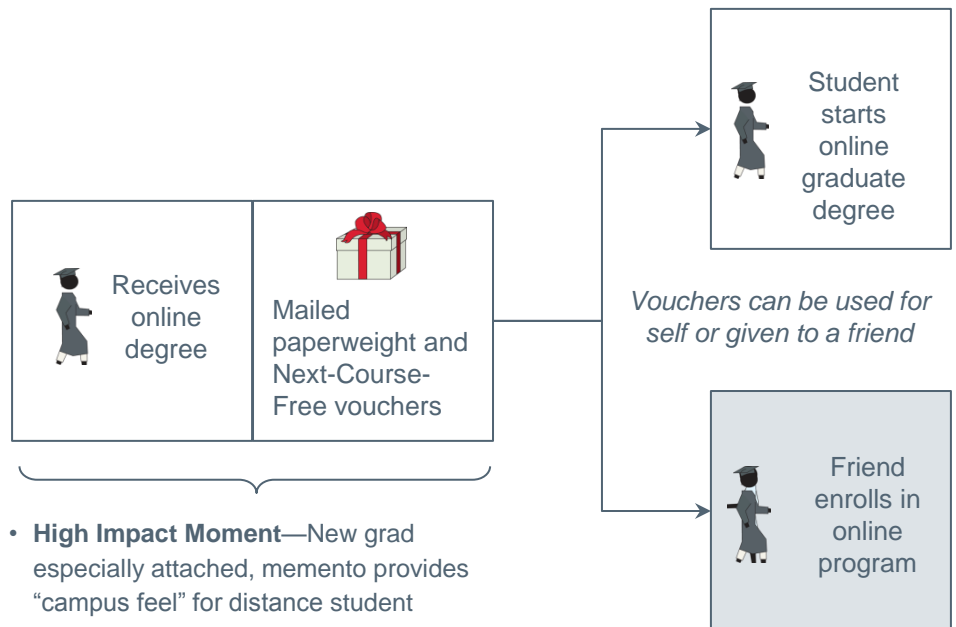 Receives
online
degree
Mailed
paperweight and
Next-Course-
Free vouchers
• High Impact Moment—New grad
especially attached, memento provides
“campus feel” for distance student
Student
starts
online
graduate
degree
Vouchers can be used for
self or given to a friend
Friend
enrolls in
online
program